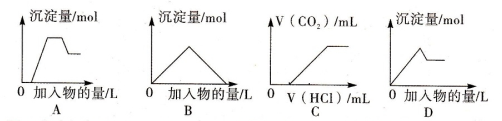 沉淀量/mol
0 加入物的量/L
A
沉淀量/mol
0 加入物的量/L
B
V（CO₂）/mL
0 V（HCl）/mL
C
沉淀量/mol
0 加入物的量/L
D